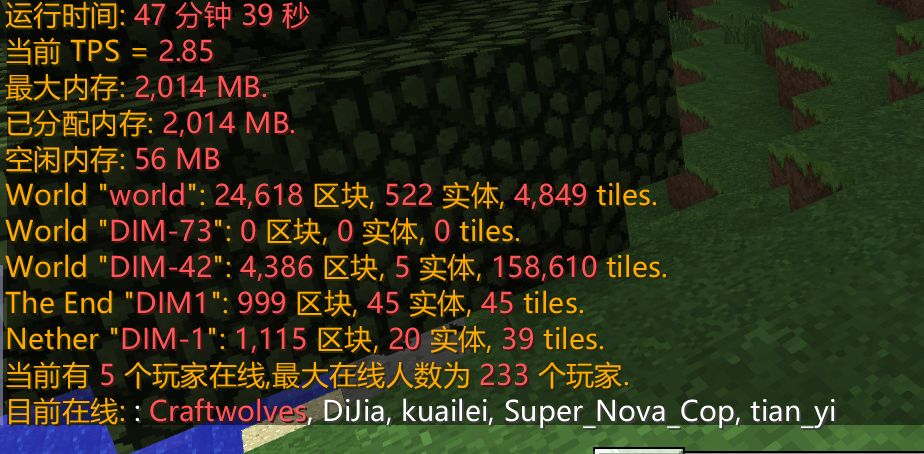 运行时间: 47 分钟 39 秒
当前 TPS = 2.85
最大内存: 2,014 MB.
已分配内存: 2,014 MB.
空闲内存: 56 MB
World "world": 24,618 区块, 522 实体, 4,849 tiles.
World "DIM-73": 0 区块, 0 实体, 0 tiles.
World "DIM-42": 4,386 区块, 5 实体, 158,610 tiles.
The End "DIM1": 999 区块, 45 实体, 45 tiles.
Nether "DIM-1": 1,115 区块, 20 实体, 39 tiles.
当前有 5 个玩家在线,最大在线人数为 233 个玩家.
目前在线: : Craftwolves, DiJia, kuailei, Super_Nova_Cop, tian_yi